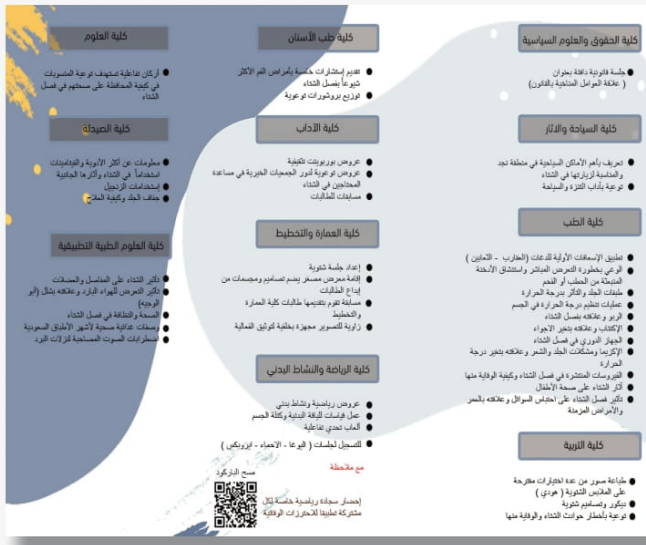 كلية الحقوق والعلوم السياسية
جلسة قانونية دافئة بعنوان
( علاقة العوامل المناخية بالقانون)
كلية السياحة والاثار
تعريف بأهم الأماكن السياحية في منطقة نجد
والمناسبة لزيارتها في الشتاء
توعية بآداب التنزه والسياحة
كلية الطب
تطبيق الإسعافات الأولية للدغات (العقارب - الثعابين )
الوعي بخطورة التعرض المباشر واستنشاق الأدخنة
المنبعثة من الحطب أو الفحم
طبقات الجلد والتأثر بدرجة الحرارة
عمليات تنظيم درجة الحرارة في الجسم
الربو وعلاقته بفصل الشتاء
الإكتئاب وعلاقته بتغير الاجواء
الجهاز الدوري في فصل الشتاء
الإكزيما ومشكلات الجلد والشعر وعلاقته بتغير درجة
الحرارة
الفيروسات المنتشرة في فصل الشتاء وكيفية الوقاية منها
آثار الشتاء على صحة الأطفال
تأثير فصل الشتاء على احتباس السوائل وعلاقته بالعمر
والأمراض المزمنة
كلية التربية
طباعة صور من عدة اختيارات مقترحة
على الملابس الشتوية ( هودي )
ديكور وتصاميم شتوية
توعية بأخطار حوادث الشتاء والوقاية منها
كلية طب الأسنان
تقديم إستشارات خاصة بأمراض الفم الأكثر
شيوعاً بفصل الشتاء
توزيع بروشورات توعوية
كلية الآداب
عروض بوربوينت تثقيفية
عروض توعوية لدور الجمعيات الخيرية في مساعدة
المحتاجين في الشتاء
مسابقات للطالبات
كلية العمارة والتخطيط
إعداد جلسة شتوية
إقامة معرض مصغر يضم تصاميم ومجسمات من
إبداع الطالبات
مسابقة تقوم بتقديمها طالبات كلية العمارة
والتخطيط
زاوية للتصوير مجهزة بخلفية لتوثيق الفعالية
كلية الرياضة والنشاط البدني
عروض رياضية ونشاط بدني
عمل قياسات للياقة البدنية وكتلة الجسم
ألعاب تحدي تفاعلية
للتسجيل لجلسات ( اليوغا - الاحماء - ايروبكس )
مع ملاحظة
مسح الباركود
إحضار سجادة رياضية خاصة لكل
مشتركة تطبيقا للاحترازات الوقائية
كلية العلوم
أركان تفاعلية تستهدف توعية المنسوبات
في كيفية المحافظة على صحتهم في فصل
الشتاء
كلية الصيدلة
معلومات عن أكثر الأدوية والفيتامينات
استخداماً في الشتاء وآثارها الجانبية
إستخدامات الزنجبيل
جفاف الجلد وكيفية العلاج
كلية العلوم الطبية التطبيقية
تأثير الشتاء على المفاصل والعضلات
تأثير التعرض للهواء البارد وعلاقته بشلل (أبو
الوجيه)
الصحة والنظافة في فصل الشتاء
وصفات غذائية صحية لأشهر الأطباق السعودية
اضطرابات الصوت المصاحبة لنزلات البرد